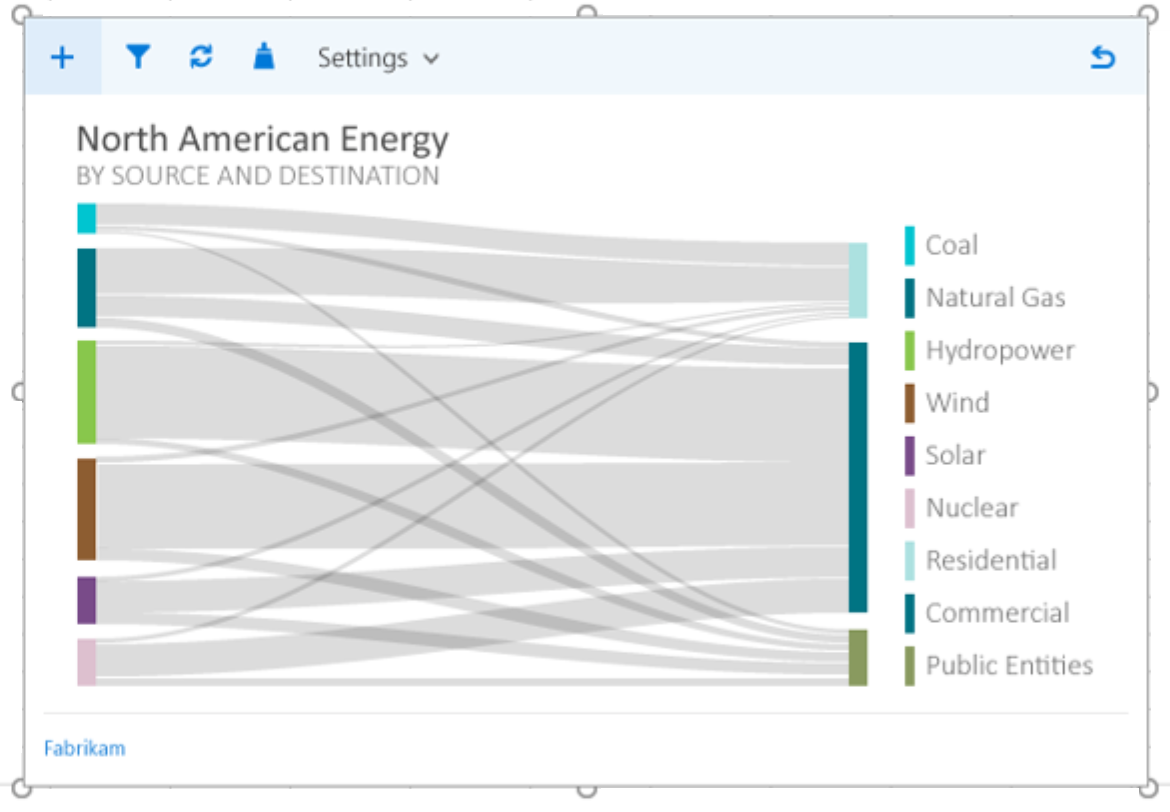 Settings
North American Energy
BY SOURCE AND DESTINATION
Coal
Natural Gas
Hydropower
Wind
Solar
Nuclear
Residential
Commercial
Public Entities
Fabrikam